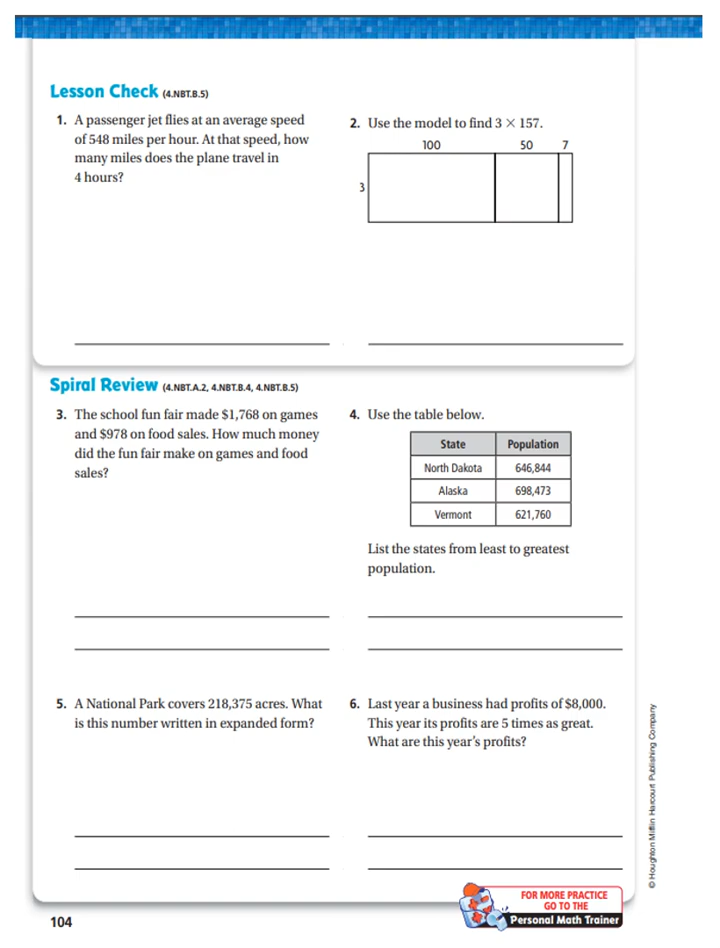 Lesson Check (4.NBT.B.5)
1. A passenger jet flies at an average speed
of 548 miles per hour. At that speed, how
many miles does the plane travel in
4 hours?
2. Use the model to find 3 × 157.
100 50 7
3
Spiral Review (4.NBT.A.2, 4.NBT.B.4, 4.NBT.B.5)
3. The school fun fair made $1,768 on games
and $978 on food sales. How much money
did the fun fair make on games and food
sales?
4. Use the table below.
State Population
North Dakota 646,844
Alaska 698,473
Vermont 621,760
List the states from least to greatest
population.
5. A National Park covers 218,375 acres. What
is this number written in expanded form?
6. Last year a business had profits of $8,000.
This year its profits are 5 times as great.
What are this year's profits?
© Houghton Mifflin Harcourt Publishing Company
FOR MORE PRACTICE
GO TO THE
Personal Math Trainer
104